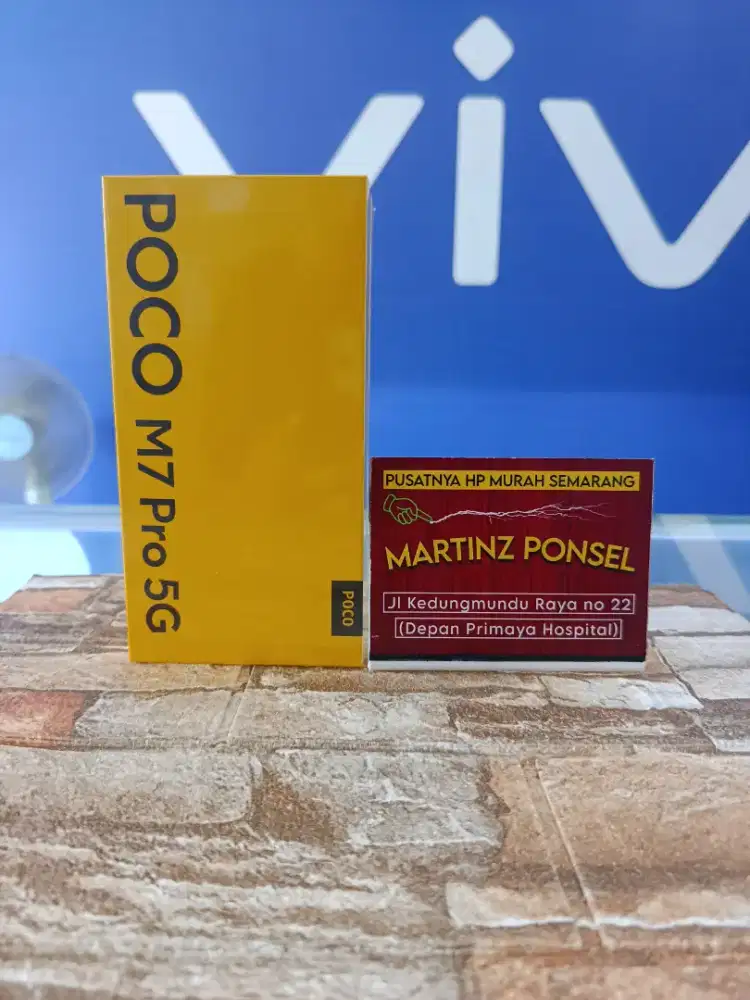 viv
POCO M7 Pro 5G
POCO
PUSATNYA HP MURAH SEMARANG
MARTINZ PONSEL
Jl Kedungmundu Raya no 22
(Depan Primaya Hospital)